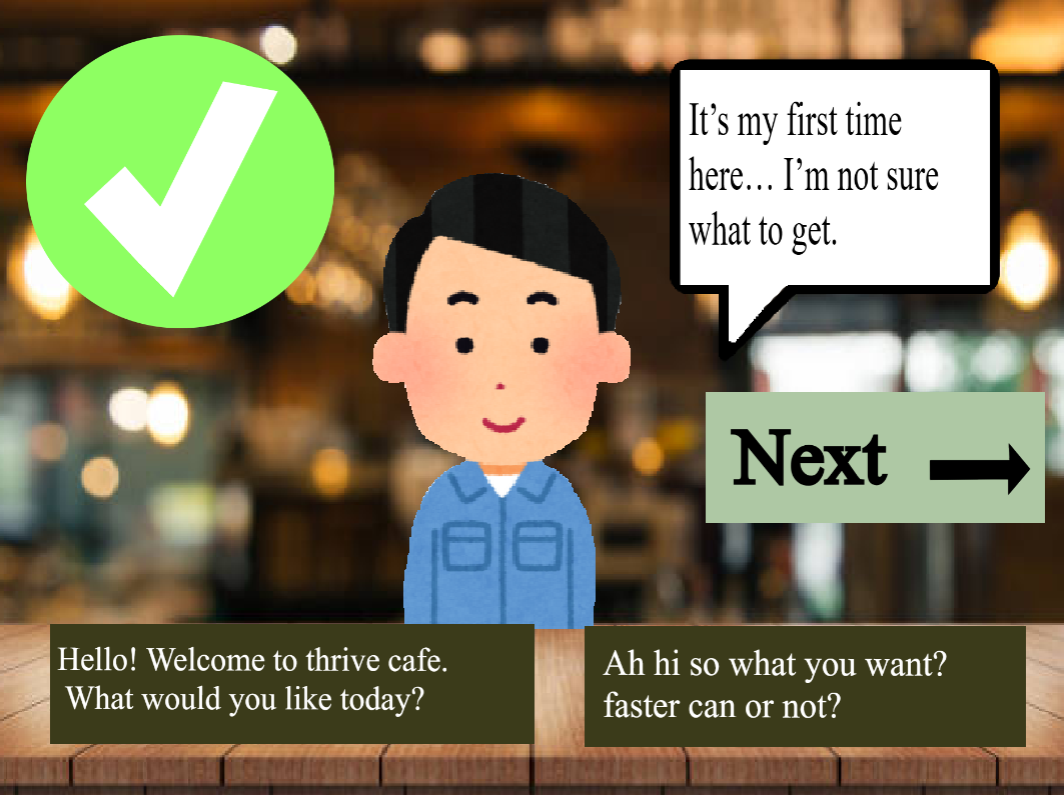 It’s my first time
here… I’m not sure
what to get.
Next
Hello! Welcome to thrive cafe.
What would you like today?
Ah hi so what you want?
faster can or not?